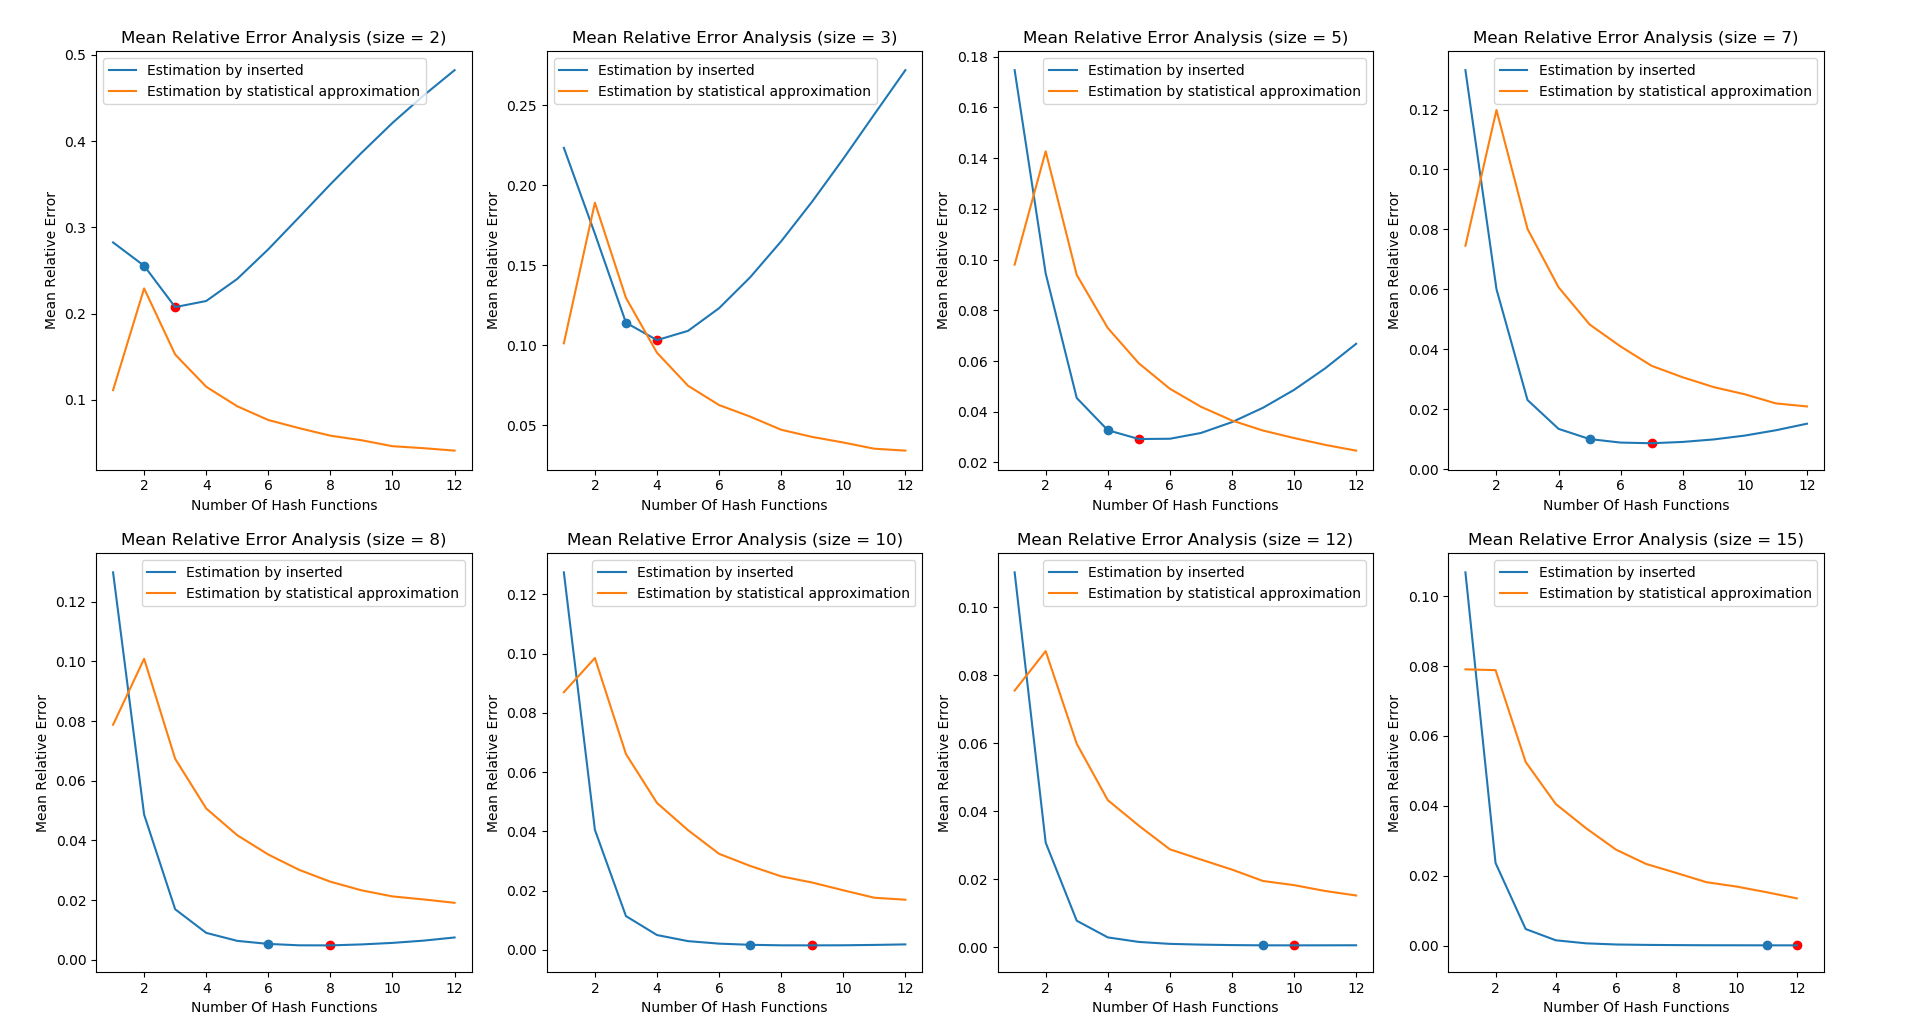 Mean Relative Error Analysis (size = 2)
Estimation by inserted
Estimation by statistical approximation
0.5
0.4
0.3
0.2
0.1
Mean Relative Error
2 4 6 8 10 12
Number Of Hash Functions
Mean Relative Error Analysis (size = 3)
Estimation by inserted
Estimation by statistical approximation
0.25
0.20
0.15
0.10
0.05
Mean Relative Error
2 4 6 8 10 12
Number Of Hash Functions
Mean Relative Error Analysis (size = 5)
Estimation by inserted
Estimation by statistical approximation
0.18
0.16
0.14
0.12
0.10
0.08
0.06
0.04
0.02
Mean Relative Error
2 4 6 8 10 12
Number Of Hash Functions
Mean Relative Error Analysis (size = 7)
Estimation by inserted
Estimation by statistical approximation
0.12
0.10
0.08
0.06
0.04
0.02
0.00
Mean Relative Error
2 4 6 8 10 12
Number Of Hash Functions
Mean Relative Error Analysis (size = 8)
Estimation by inserted
Estimation by statistical approximation
0.12
0.10
0.08
0.06
0.04
0.02
0.00
Mean Relative Error
2 4 6 8 10 12
Number Of Hash Functions
Mean Relative Error Analysis (size = 10)
Estimation by inserted
Estimation by statistical approximation
0.12
0.10
0.08
0.06
0.04
0.02
0.00
Mean Relative Error
2 4 6 8 10 12
Number Of Hash Functions
Mean Relative Error Analysis (size = 12)
Estimation by inserted
Estimation by statistical approximation
0.10
0.08
0.06
0.04
0.02
0.00
Mean Relative Error
2 4 6 8 10 12
Number Of Hash Functions
Mean Relative Error Analysis (size = 15)
Estimation by inserted
Estimation by statistical approximation
0.10
0.08
0.06
0.04
0.02
0.00
Mean Relative Error
2 4 6 8 10 12
Number Of Hash Functions